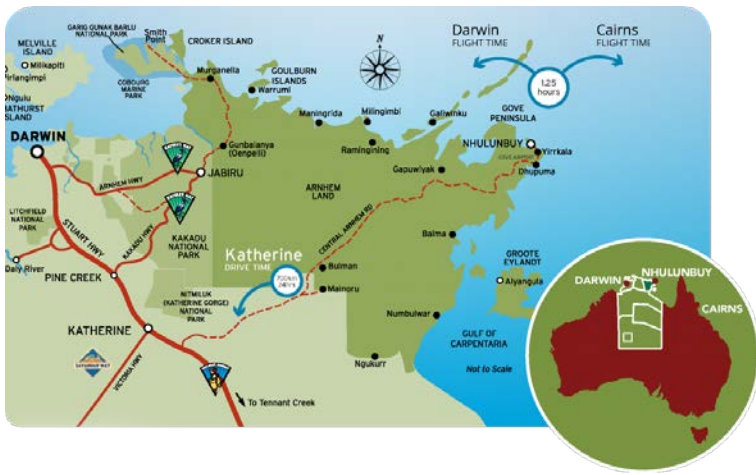 GARIG GUNAK BARLU
NATIONAL PARK
Smith
Point
CROKER ISLAND
MELVILLE
ISLAND
Milikapiti
Pirlangimpi
COBOURG
MARINE
PARK
Murganella
GOULBURN
ISLANDS
Warrumi
N
Darwin
FLIGHT TIME
Cairns
FLIGHT TIME
1.25
hours
Nguiu
BATHURST
ISLAND
DARWIN
Maningrida
Milingimbi
Galiwinku
GOVE
PENINSULA
NHULUNBUY
Yirrkala
GOVE AIRPORT
Dhupuma
Gunbalanya
(Oenpelli)
Ramingining
Gapuwiyak
JABIRU
ARNHEM HWY
ARNHEM
LAND
CENTRAL ARNHEM RD
LITCHFIELD
NATIONAL
PARK
STUART HWY
KAKADU HWY
KAKADU
NATIONAL
PARK
Daly River
PINE CREEK
Katherine
DRIVE TIME
Balma
GROOTE
EYLANDT
Alyangula
Bulman
Mainoru
NITMILUK
(KATHERINE GORGE)
NATIONAL
PARK
Numbulwar
KATHERINE
GULF OF
CARPENTARIA
VICTORIA HWY
Ngukurr
Not to Scale
To Tennant Creek
DARWIN
NHULUNBUY
CAIRNS